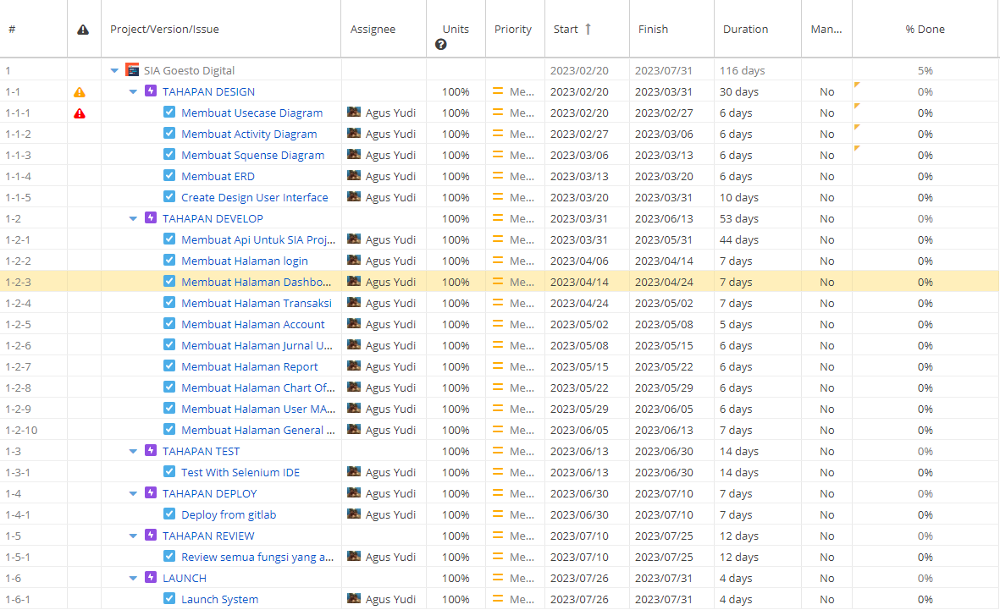 # Project/Version/Issue Assignee Units Priority Start ↑ Finish Duration Man... % Done
1 SIA Goesto Digital 2023/02/20 2023/07/31 116 days 5%
1-1 TAHAPAN DESIGN 100% Me... 2023/02/20 2023/03/31 30 days No 0%
1-1-1 Membuat Usecase Diagram Agus Yudi 100% Me... 2023/02/20 2023/02/27 6 days No 0%
1-1-2 Membuat Activity Diagram Agus Yudi 100% Me... 2023/02/27 2023/03/06 6 days No 0%
1-1-3 Membuat Squense Diagram Agus Yudi 100% Me... 2023/03/06 2023/03/13 6 days No 0%
1-1-4 Membuat ERD Agus Yudi 100% Me... 2023/03/13 2023/03/20 6 days No 0%
1-1-5 Create Design User Interface Agus Yudi 100% Me... 2023/03/20 2023/03/31 10 days No 0%
1-2 TAHAPAN DEVELOP 100% Me... 2023/03/31 2023/06/13 53 days No 0%
1-2-1 Membuat Api Untuk SIA Proj... Agus Yudi 100% Me... 2023/03/31 2023/05/31 44 days No 0%
1-2-2 Membuat Halaman login Agus Yudi 100% Me... 2023/04/06 2023/04/14 7 days No 0%
1-2-3 Membuat Halaman Dashbo... Agus Yudi 100% Me... 2023/04/14 2023/04/24 7 days No 0%
1-2-4 Membuat Halaman Transaksi Agus Yudi 100% Me... 2023/04/24 2023/05/02 7 days No 0%
1-2-5 Membuat Halaman Account Agus Yudi 100% Me... 2023/05/02 2023/05/08 5 days No 0%
1-2-6 Membuat Halaman Jurnal U... Agus Yudi 100% Me... 2023/05/08 2023/05/15 6 days No 0%
1-2-7 Membuat Halaman Report Agus Yudi 100% Me... 2023/05/15 2023/05/22 6 days No 0%
1-2-8 Membuat Halaman Chart Of... Agus Yudi 100% Me... 2023/05/22 2023/05/29 6 days No 0%
1-2-9 Membuat Halaman User MA... Agus Yudi 100% Me... 2023/05/29 2023/06/05 6 days No 0%
1-2-10 Membuat Halaman General ... Agus Yudi 100% Me... 2023/06/05 2023/06/13 7 days No 0%
1-3 TAHAPAN TEST 100% Me... 2023/06/13 2023/06/30 14 days No 0%
1-3-1 Test With Selenium IDE Agus Yudi 100% Me... 2023/06/13 2023/06/30 14 days No 0%
1-4 TAHAPAN DEPLOY 100% Me... 2023/06/30 2023/07/10 7 days No 0%
1-4-1 Deploy from gitlab Agus Yudi 100% Me... 2023/06/30 2023/07/10 7 days No 0%
1-5 TAHAPAN REVIEW 100% Me... 2023/07/10 2023/07/25 12 days No 0%
1-5-1 Review semua fungsi yang a... Agus Yudi 100% Me... 2023/07/10 2023/07/25 12 days No 0%
1-6 LAUNCH 100% Me... 2023/07/26 2023/07/31 4 days No 0%
1-6-1 Launch System Agus Yudi 100% Me... 2023/07/26 2023/07/31 4 days No 0%